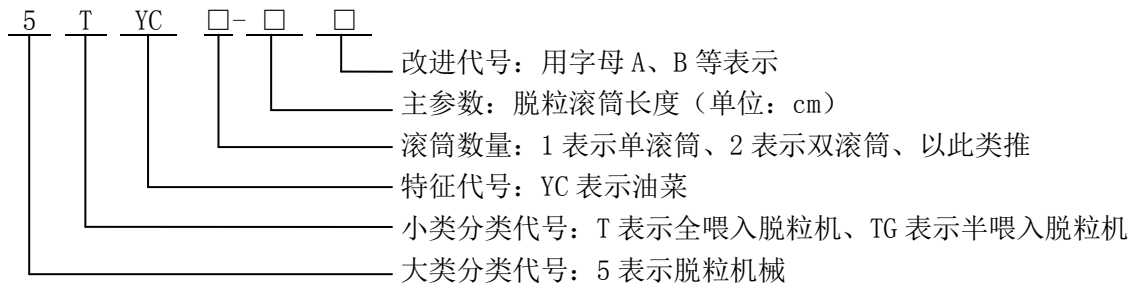 5 T YC □-□ □
改进代号：用字母 A、B 等表示
主参数：脱粒滚筒长度（单位：cm）
滚筒数量：1 表示单滚筒、2 表示双滚筒、以此类推
特征代号：YC 表示油菜
小类分类代号：T 表示全喂入脱粒机、TG 表示半喂入脱粒机
大类分类代号：5 表示脱粒机械